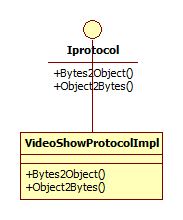 Iprotocol
+Bytes2Object()
+Object2Bytes()
VideoShowProtocolImpl
+Bytes2Object()
+Object2Bytes()